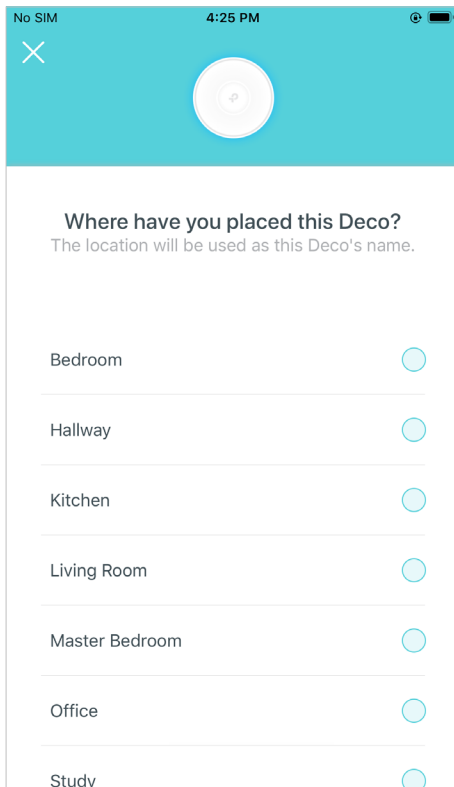 No SIM 4:25 PM
Where have you placed this Deco?
The location will be used as this Deco's name.
Bedroom
Hallway
Kitchen
Living Room
Master Bedroom
Office
Study